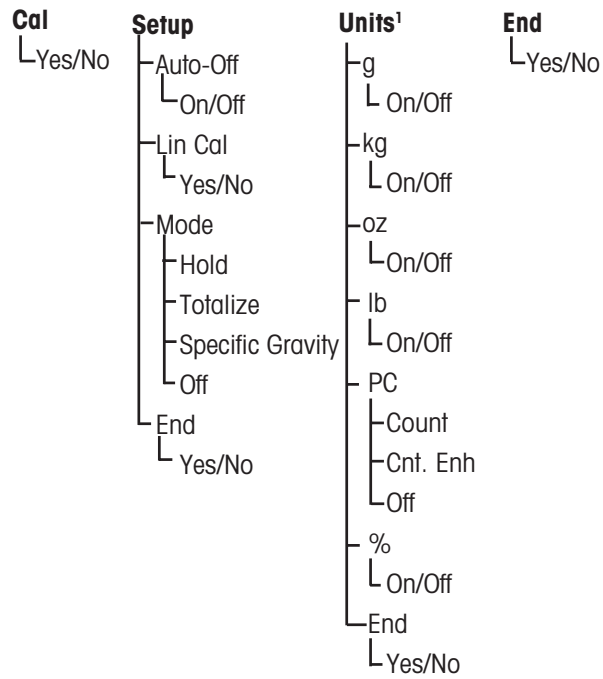 Cal
Yes/No
Setup
Auto-Off
On/Off
Lin Cal
Yes/No
Mode
Hold
Totalize
Specific Gravity
Off
End
Yes/No
Units¹
g
On/Off
kg
On/Off
oz
On/Off
lb
On/Off
PC
Count
Cnt. Enh
Off
%
On/Off
End
Yes/No
End
Yes/No